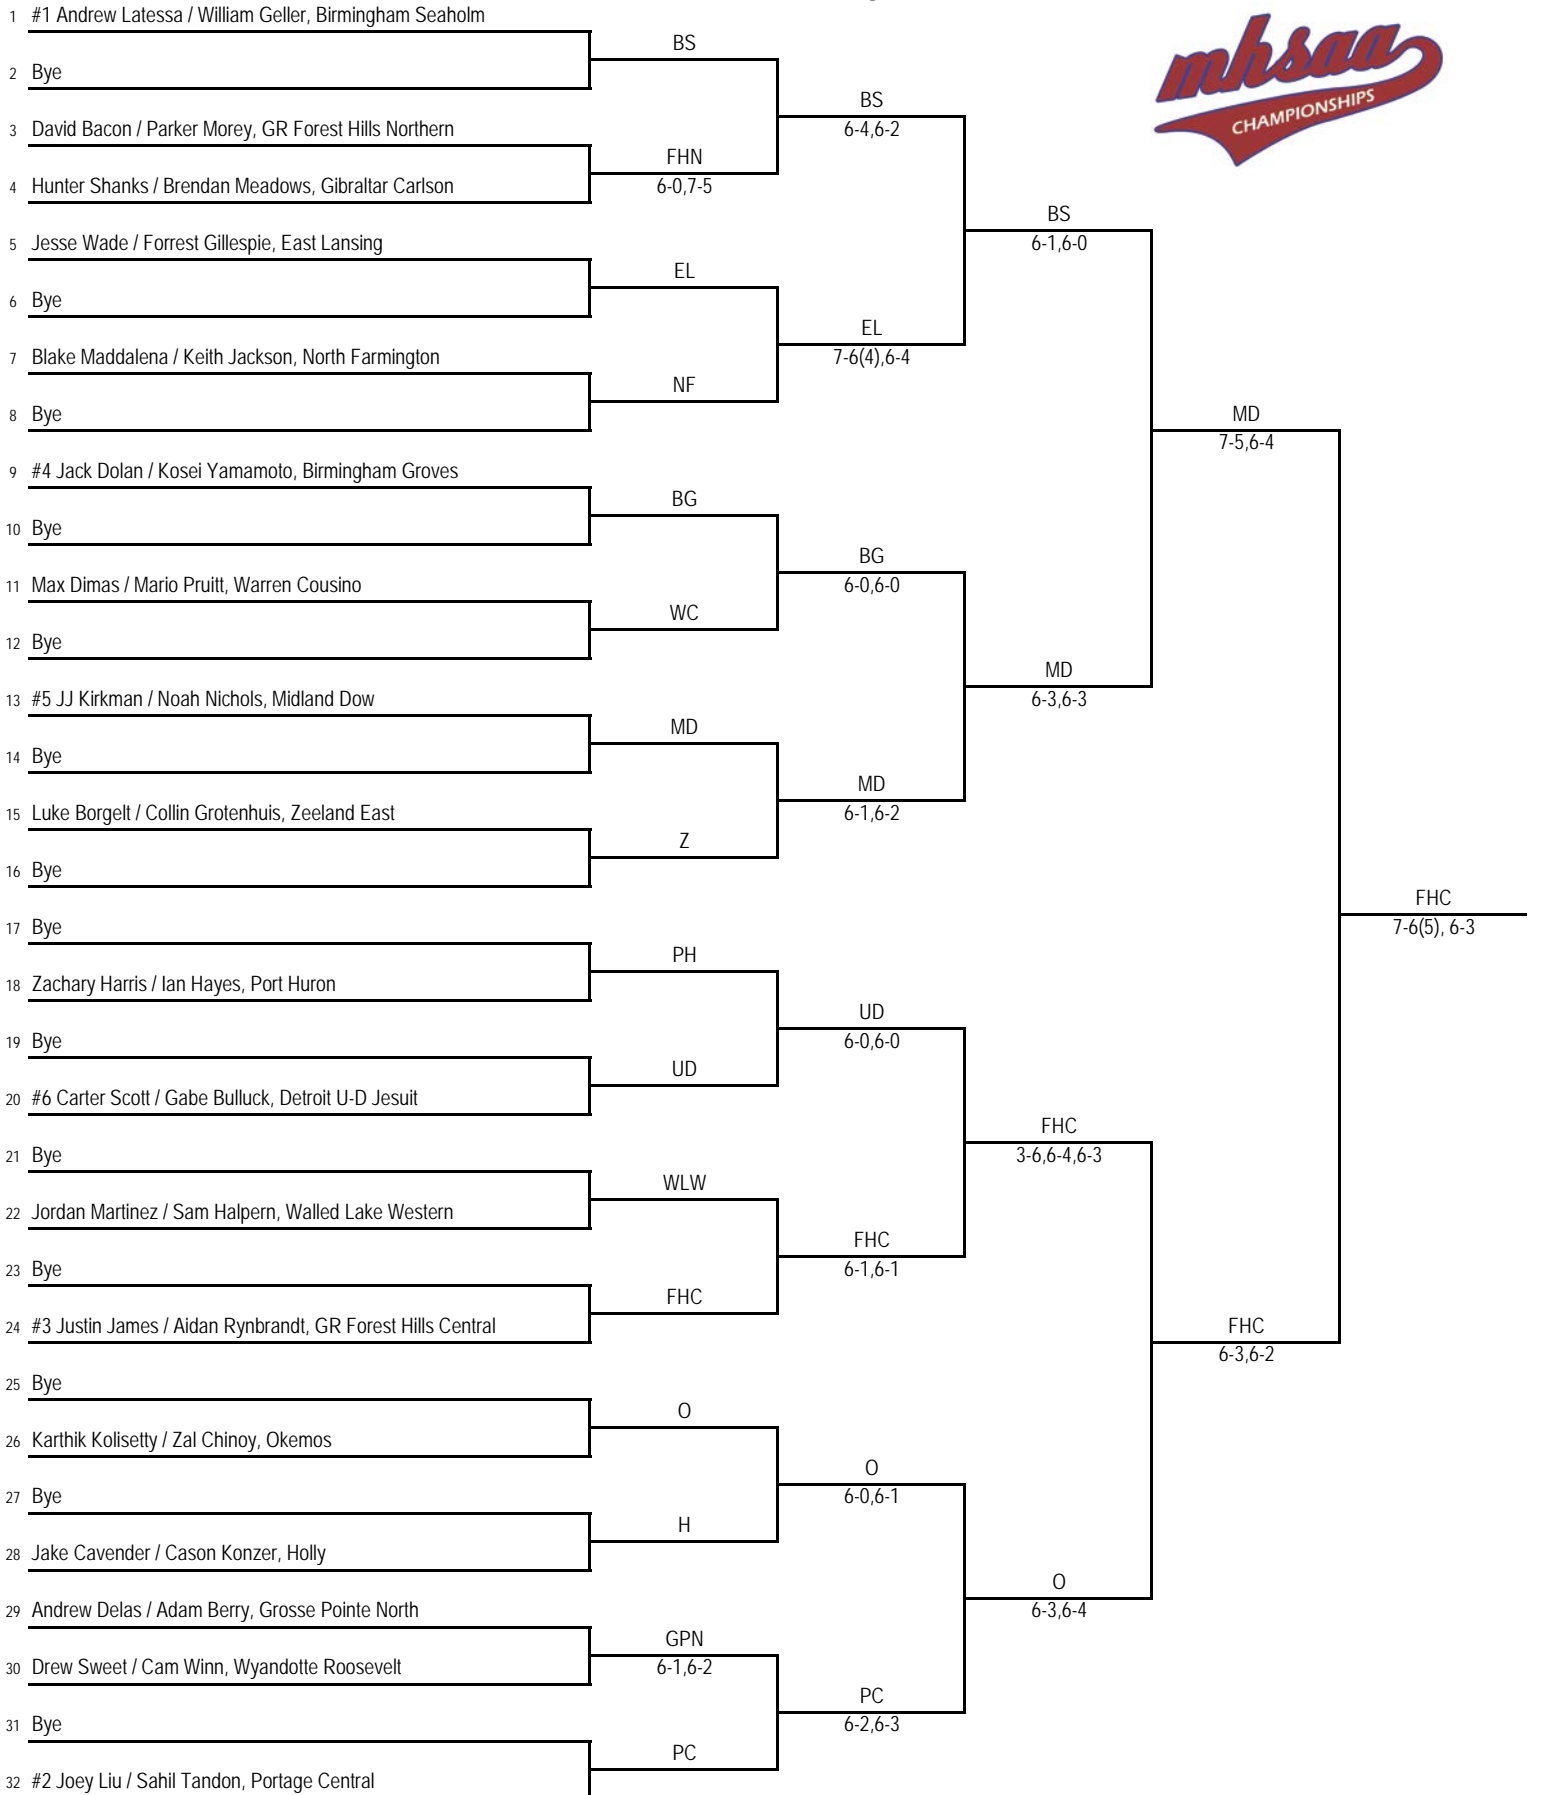 mhsaa
CHAMPIONSHIPS
1 #1 Andrew Latessa / William Geller, Birmingham Seaholm
BS
2 Bye
BS
6-4,6-2
3 David Bacon / Parker Morey, GR Forest Hills Northern
FHN
6-0,7-5
4 Hunter Shanks / Brendan Meadows, Gibraltar Carlson
BS
6-1,6-0
5 Jesse Wade / Forrest Gillespie, East Lansing
EL
6 Bye
EL
7-6(4),6-4
7 Blake Maddalena / Keith Jackson, North Farmington
NF
8 Bye
MD
7-5,6-4
9 #4 Jack Dolan / Kosei Yamamoto, Birmingham Groves
BG
10 Bye
BG
6-0,6-0
11 Max Dimas / Mario Pruitt, Warren Cousino
WC
12 Bye
MD
6-3,6-3
13 #5 JJ Kirkman / Noah Nichols, Midland Dow
MD
14 Bye
MD
6-1,6-2
15 Luke Borgelt / Collin Grotenhuis, Zeeland East
Z
16 Bye
FHC
7-6(5), 6-3
17 Bye
PH
18 Zachary Harris / Ian Hayes, Port Huron
UD
6-0,6-0
19 Bye
UD
20 #6 Carter Scott / Gabe Bulluck, Detroit U-D Jesuit
FHC
3-6,6-4,6-3
21 Bye
WLW
22 Jordan Martinez / Sam Halpern, Walled Lake Western
FHC
6-1,6-1
23 Bye
FHC
24 #3 Justin James / Aidan Rynbrandt, GR Forest Hills Central
FHC
6-3,6-2
25 Bye
O
26 Karthik Kolisetty / Zal Chinoy, Okemos
O
6-0,6-1
27 Bye
H
28 Jake Cavender / Cason Konzer, Holly
O
6-3,6-4
29 Andrew Delas / Adam Berry, Grosse Pointe North
GPN
6-1,6-2
30 Drew Sweet / Cam Winn, Wyandotte Roosevelt
PC
6-2,6-3
31 Bye
PC
32 #2 Joey Liu / Sahil Tandon, Portage Central